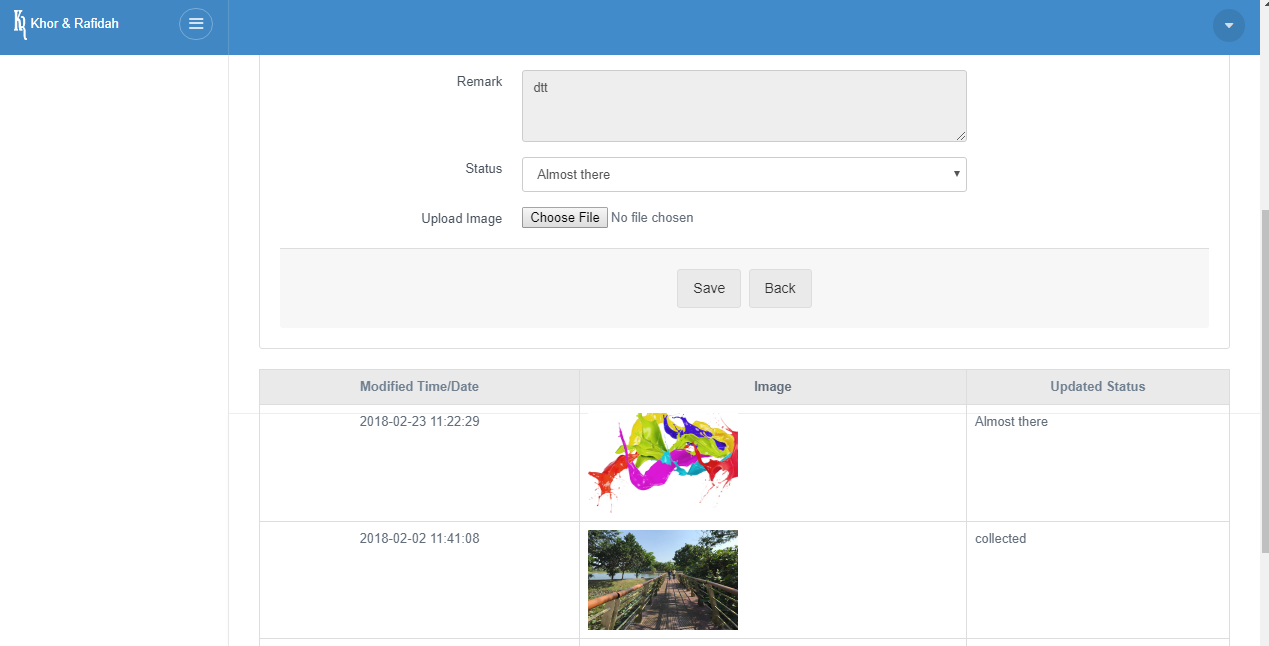 Khor & Rafidah
Remark
dtt
Status
Almost there
Upload Image
Choose File No file chosen
Save Back
Modified Time/Date Image Updated Status
2018-02-23 11:22:29 Almost there
2018-02-02 11:41:08 collected